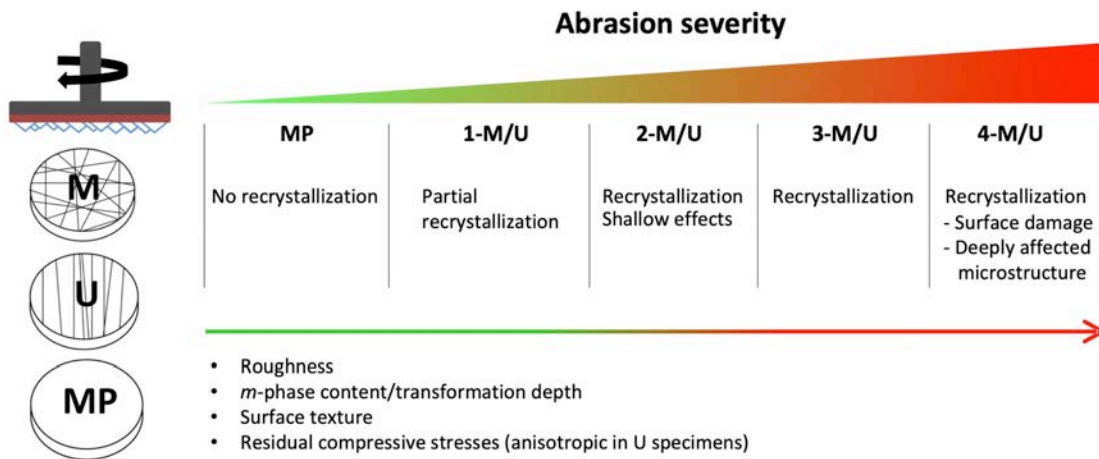 Abrasion severity
MP
1-M/U
2-M/U
3-M/U
4-M/U
No recrystallization
Partial
recrystallization
Recrystallization
Shallow effects
Recrystallization
Recrystallization
- Surface damage
- Deeply affected
microstructure
M
U
MP
• Roughness
• m-phase content/transformation depth
• Surface texture
• Residual compressive stresses (anisotropic in U specimens)